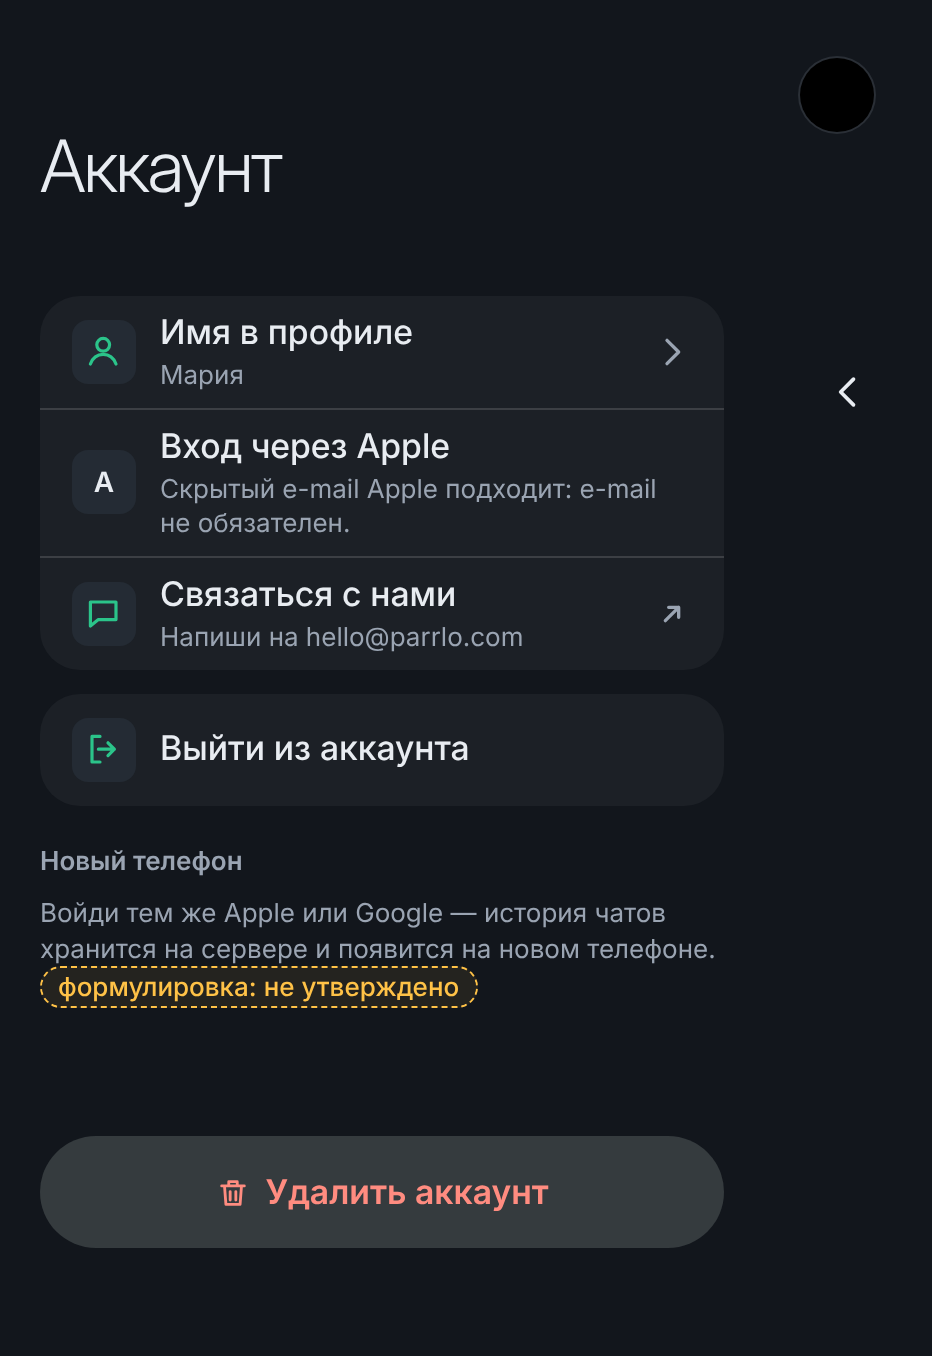 Аккаунт
Имя в профиле
Мария
A
Вход через Apple
Скрытый e-mail Apple подходит: e-mail
не обязателен.
Связаться с нами
Напиши на hello@parrlo.com
Выйти из аккаунта
Новый телефон
Войди тем же Apple или Google — история чатов
хранится на сервере и появится на новом телефоне.
формулировка: не утверждено
Удалить аккаунт